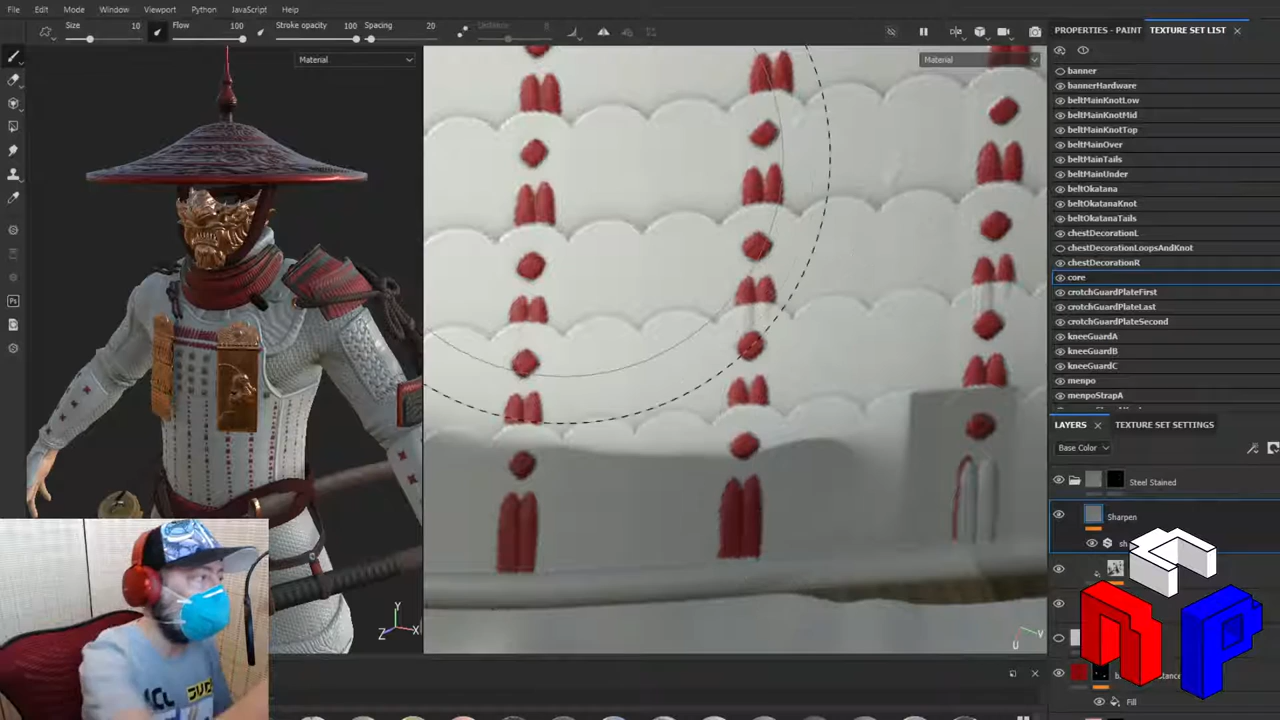 File Edit Mode Window Viewport Python JavaScript Help
Size 10 Flow 100 Stroke opacity 100 Spacing 20 Distance 8
Material
Material
PROPERTIES - PAINT TEXTURE SET LIST
banner
bannerHardware
beltMainKnotLow
beltMainKnotMid
beltMainKnotTop
beltMainOver
beltMainTails
beltMainUnder
beltOkatana
beltOkatanaKnot
beltOkatanaTails
chestDecorationL
chestDecorationLoopsAndKnot
chestDecorationR
core
crotchGuardPlateFirst
crotchGuardPlateLast
crotchGuardPlateSecond
kneeGuardA
kneeGuardB
kneeGuardC
menpo
menpoStrapA
LAYERS TEXTURE SET SETTINGS
Base Color
Steel Stained
Sharpen
Fill
Y
Z X
U V
Ps